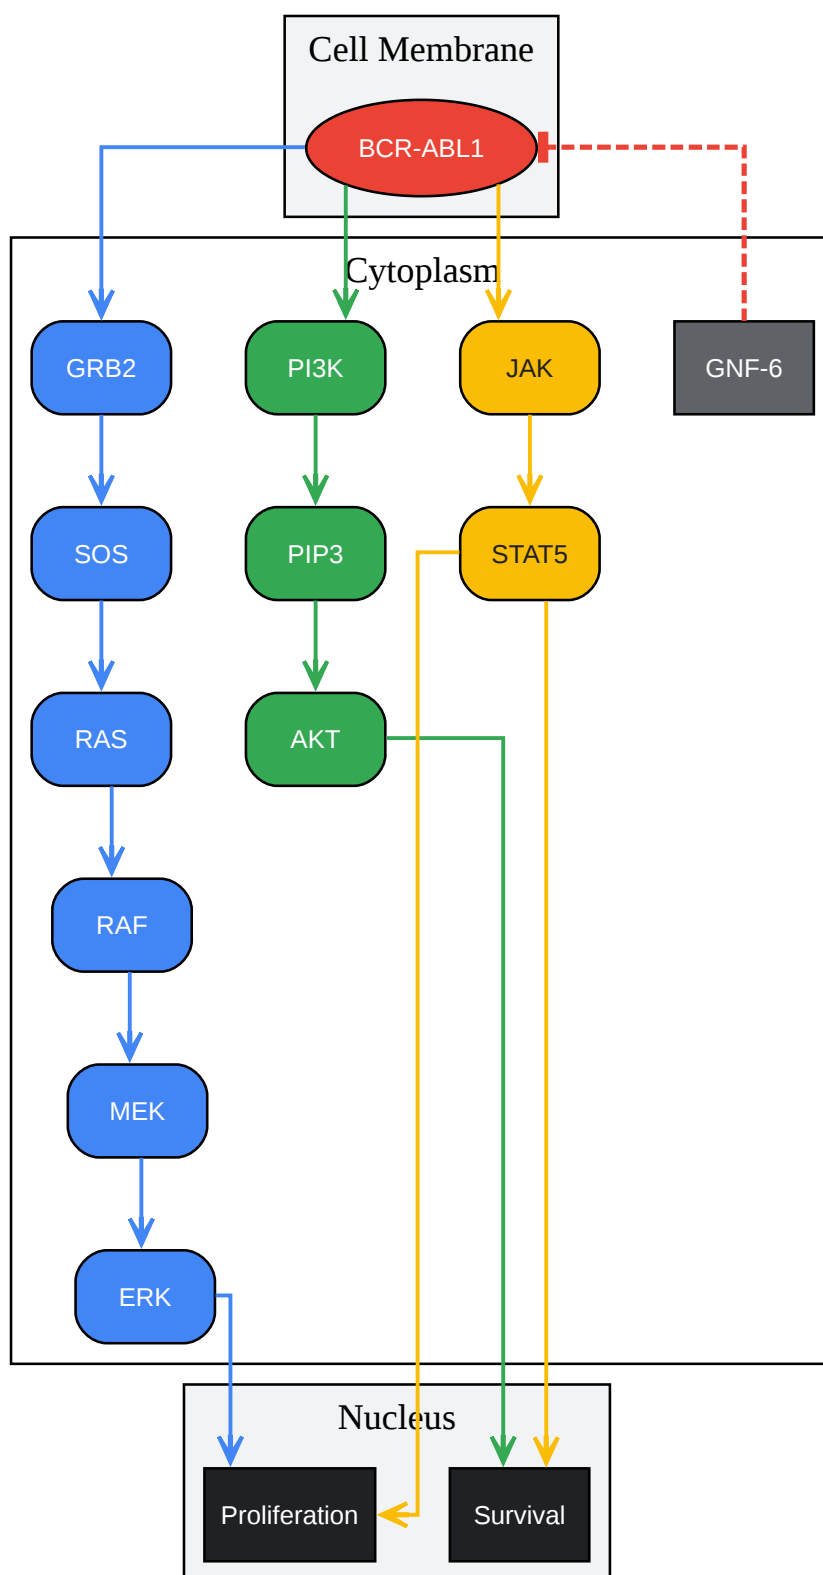 Cell Membrane
BCR-ABL1
Cytoplasm
GRB2
PI3K
JAK
GNF-6
SOS
PIP3
STAT5
RAS
AKT
RAF
MEK
ERK
Nucleus
Proliferation
Survival